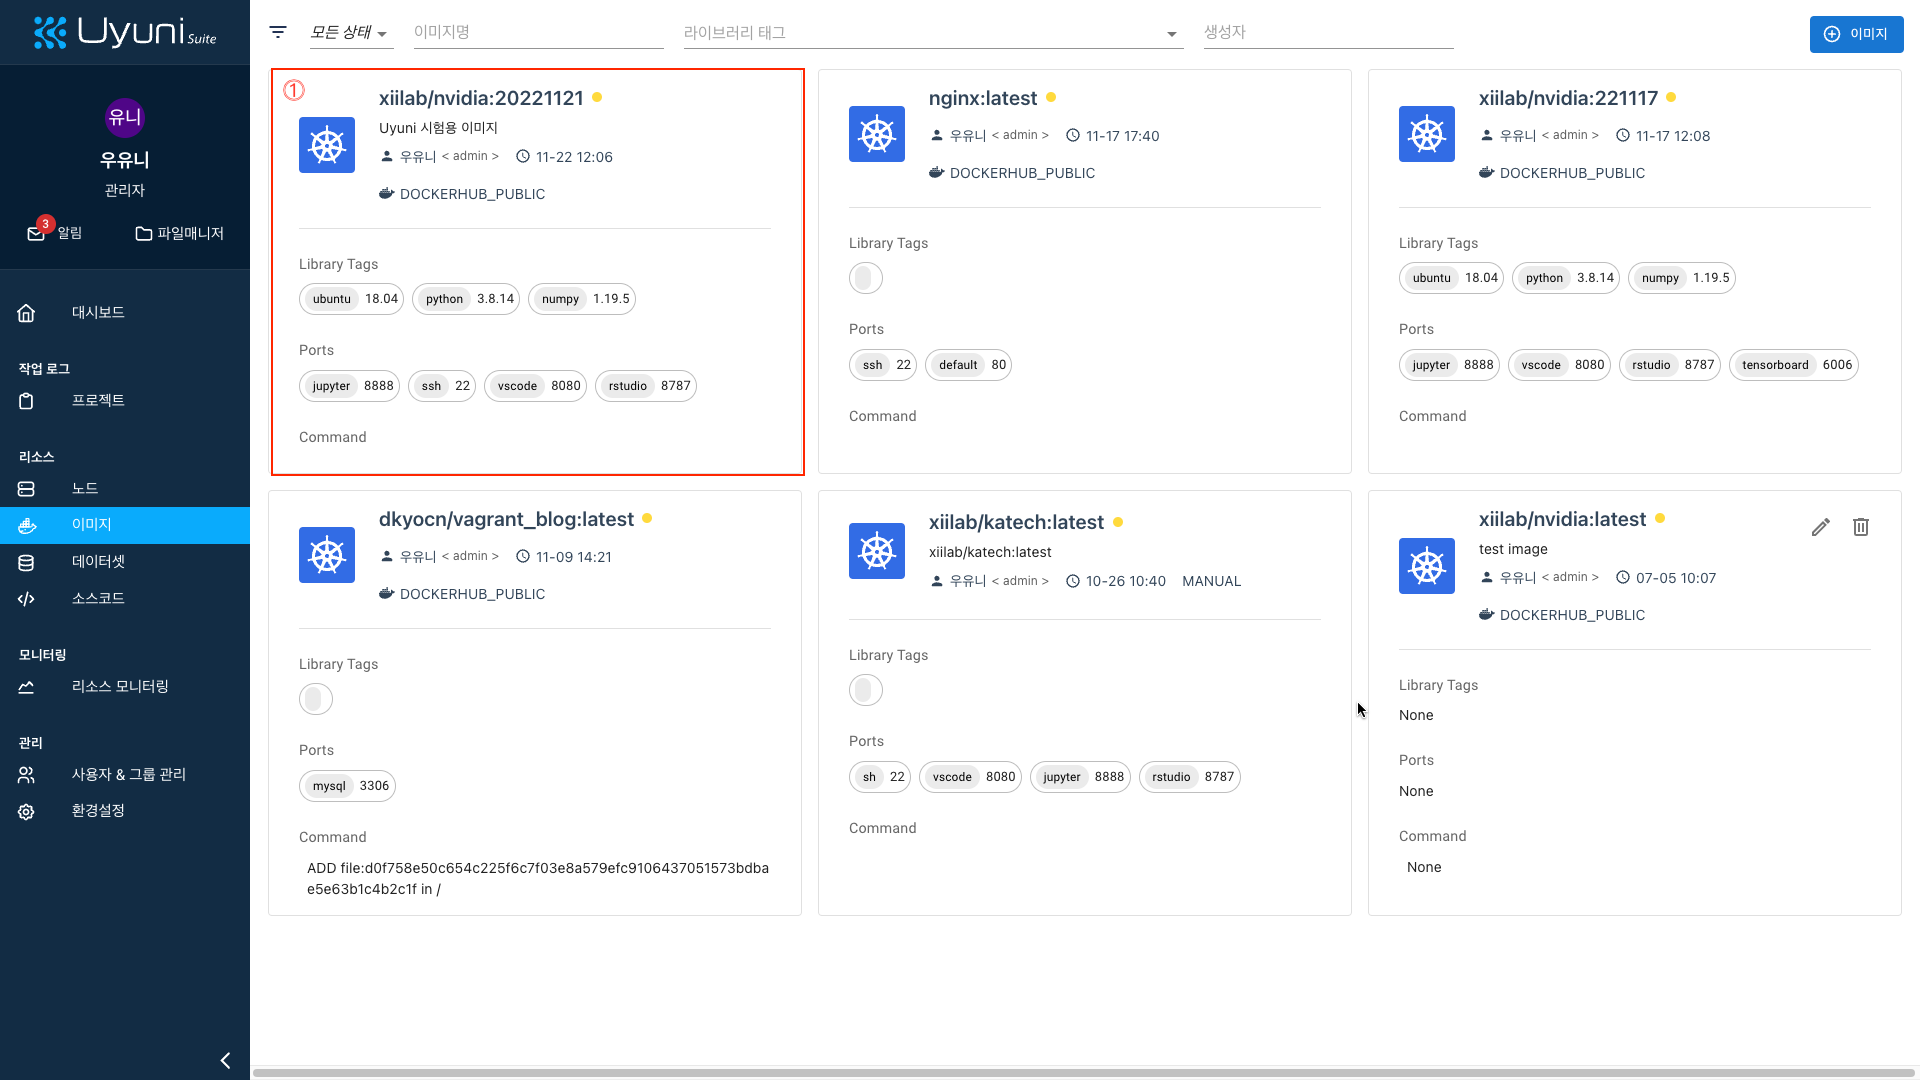 Uyuni Suite
유니
우유니
관리자
3
알림
파일매니저
대시보드
작업 로그
프로젝트
리소스
노드
이미지
데이터셋
소스코드
모니터링
리소스 모니터링
관리
사용자 & 그룹 관리
환경설정
모든 상태
이미지명
라이브러리 태그
생성자
이미지
①
xiilab/nvidia:20221121
Uyuni 시험용 이미지
우유니 < admin > 11-22 12:06
DOCKERHUB_PUBLIC
Library Tags
ubuntu 18.04 python 3.8.14 numpy 1.19.5
Ports
jupyter 8888 ssh 22 vscode 8080 rstudio 8787
Command
nginx:latest
우유니 < admin > 11-17 17:40
DOCKERHUB_PUBLIC
Library Tags
Ports
ssh 22 default 80
Command
xiilab/nvidia:221117
우유니 < admin > 11-17 12:08
DOCKERHUB_PUBLIC
Library Tags
ubuntu 18.04 python 3.8.14 numpy 1.19.5
Ports
jupyter 8888 vscode 8080 rstudio 8787 tensorboard 6006
Command
dkyocn/vagrant_blog:latest
우유니 < admin > 11-09 14:21
DOCKERHUB_PUBLIC
Library Tags
Ports
mysql 3306
Command
ADD file:d0f758e50c654c225f6c7f03e8a579efc9106437051573bdba
e5e63b1c4b2c1f in /
xiilab/katech:latest
xiilab/katech:latest
우유니 < admin > 10-26 10:40 MANUAL
Library Tags
Ports
sh 22 vscode 8080 jupyter 8888 rstudio 8787
Command
xiilab/nvidia:latest
test image
우유니 < admin > 07-05 10:07
DOCKERHUB_PUBLIC
Library Tags
None
Ports
None
Command
None